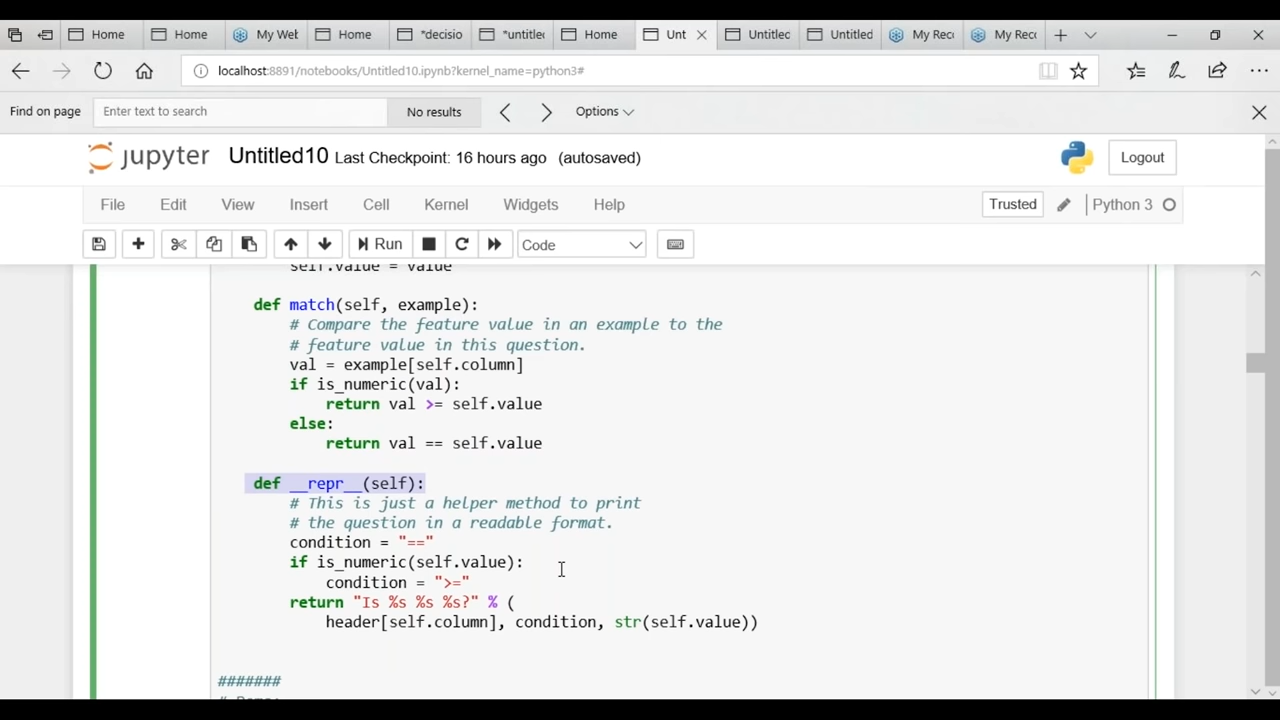 Home
Home
My Wel
Home
*decisio
*untitle
Home
Unt
Untitlec
Untitled
My Rec
My Rec
localhost:8891/notebooks/Untitled10.ipynb?kernel_name=python3#
Find on page
Enter text to search
No results
Options
jupyter
Untitled10
Last Checkpoint: 16 hours ago
(autosaved)
Logout
File
Edit
View
Insert
Cell
Kernel
Widgets
Help
Trusted
Python 3
Run
Code
self.value = value
def match(self, example):
# Compare the feature value in an example to the
# feature value in this question.
val = example[self.column]
if is_numeric(val):
return val >= self.value
else:
return val == self.value
def __repr__(self):
# This is just a helper method to print
# the question in a readable format.
condition = "=="
if is_numeric(self.value):
condition = ">="
return "Is %s %s %s?" % (
header[self.column], condition, str(self.value))
#######